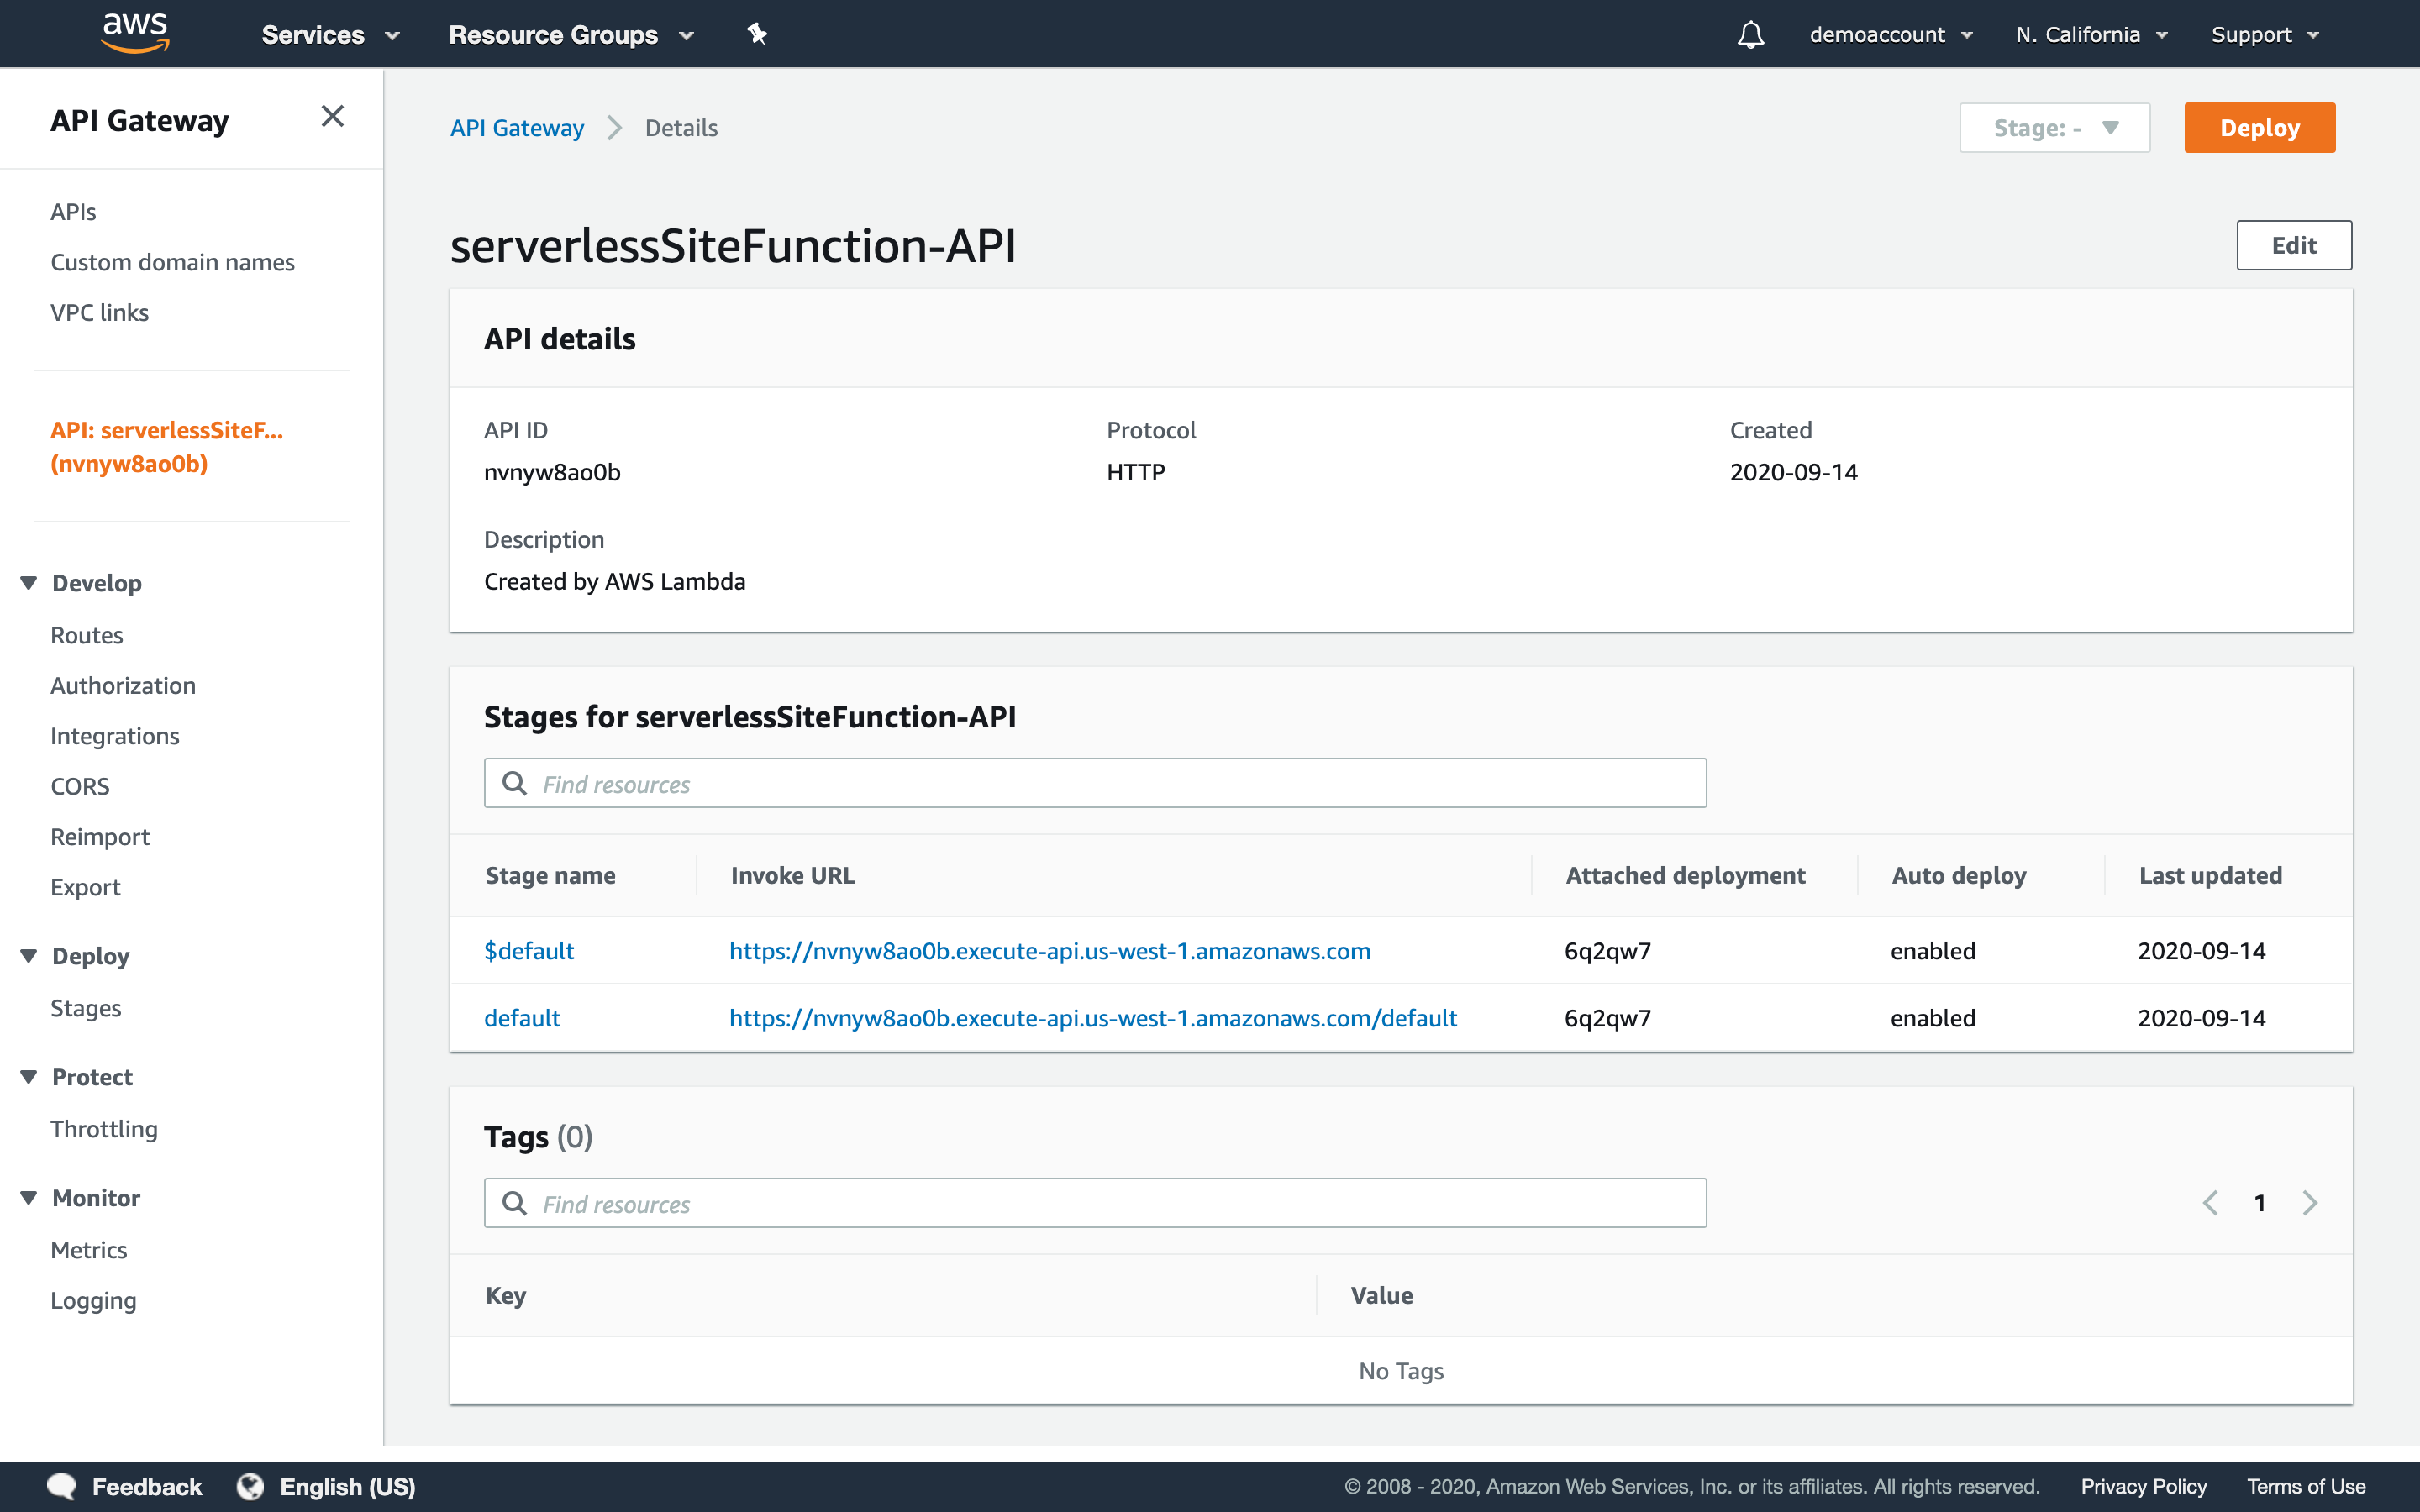 aws Services Resource Groups demoaccount N. California Support
API Gateway
APIs
Custom domain names
VPC links
API: serverlessSiteF...
(nvnyw8ao0b)
Develop
Routes
Authorization
Integrations
CORS
Reimport
Export
Deploy
Stages
Protect
Throttling
Monitor
Metrics
Logging
API Gateway Details Stage: - Deploy
serverlessSiteFunction-API Edit
API details
API ID Protocol Created
nvnyw8ao0b HTTP 2020-09-14
Description
Created by AWS Lambda
Stages for serverlessSiteFunction-API
Find resources
Stage name Invoke URL Attached deployment Auto deploy Last updated
$default https://nvnyw8ao0b.execute-api.us-west-1.amazonaws.com 6q2qw7 enabled 2020-09-14
default https://nvnyw8ao0b.execute-api.us-west-1.amazonaws.com/default 6q2qw7 enabled 2020-09-14
Tags (0)
Find resources 1
Key Value
No Tags
Feedback English (US) © 2008 - 2020, Amazon Web Services, Inc. or its affiliates. All rights reserved. Privacy Policy Terms of Use